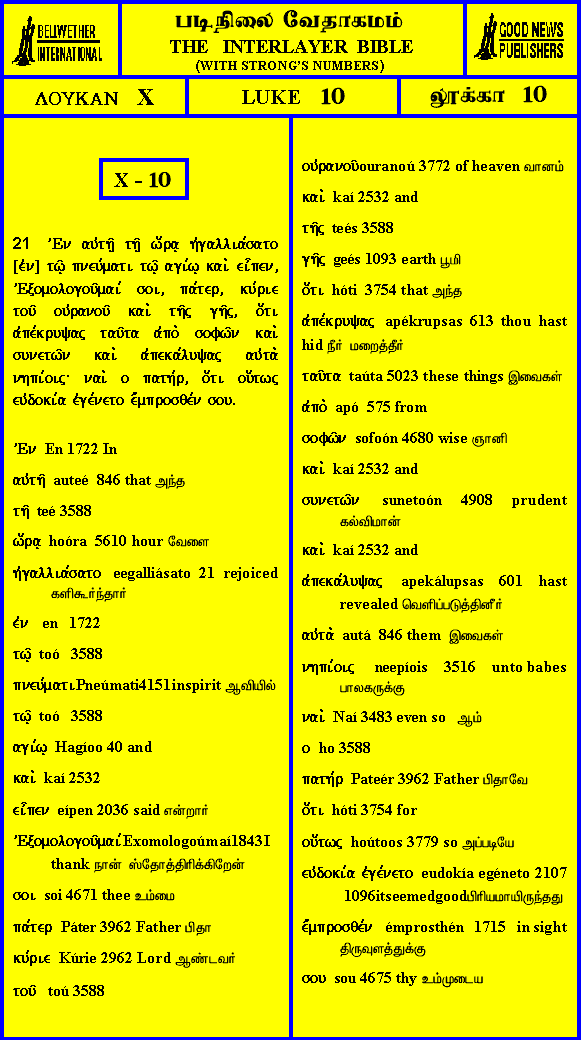 BELLWETHER
INTERNATIONAL
படிநிலை வேதாகமம்
THE INTERLAYER BIBLE
(WITH STRONG'S NUMBERS)
GOOD NEWS
PUBLISHERS
ΛΟΥΚΑΝ X
LUKE 10
லூக்கா 10
X - 10
21 Ἐν αὐτῇ τῇ ὥρᾳ ἠγαλλιάσατο
[ἐν] τῷ πνεύματι τῷ ἁγίῳ καὶ εἶπεν,
Ἐξομολογοῦμαί σοι, πάτερ, κύριε
τοῦ οὐρανοῦ καὶ τῆς γῆς, ὅτι
ἀπέκρυψας ταῦτα ἀπὸ σοφῶν καὶ
συνετῶν καὶ ἀπεκάλυψας αὐτὰ
νηπίοις· ναὶ ο πατήρ, ὅτι οὕτως
εὐδοκία ἐγένετο ἔμπροσθέν σου.
Ἐν En 1722 In
αὐτῇ auteé 846 that அந்த
τῇ teé 3588
ὥρᾳ hoóra 5610 hour வேளை
ἠγαλλιάσατο eegalliásato 21 rejoiced
களிகூர்ந்தார்
ἐν en 1722
τῷ toó 3588
πνεύματι Pneúmati4151 inspirit ஆவியில்
τῷ toó 3588
αγίῳ Hagíoo 40 and
καὶ kaí 2532
εἶπεν eípen 2036 said என்றார்
Ἐξομολογοῦμαί Exomologoúmaí1843 I
thank நான் ஸ்தோத்திரிக்கிறேன்
σοι soi 4671 thee உம்மை
πάτερ Páter 3962 Father பிதா
κύριε Kúrie 2962 Lord ஆண்டவர்
τοῦ toú 3588
οὐρανοῦ ouranoú 3772 of heaven வானம்
καὶ kaí 2532 and
τῆς teés 3588
γῆς geés 1093 earth பூமி
ὅτι hóti 3754 that அந்த
ἀπέκρυψας apékrupsas 613 thou hast
hid நீர் மறைத்தீர்
ταῦτα taúta 5023 these things இவைகள்
ἀπὸ apó 575 from
σοφῶν sofoón 4680 wise ஞானி
καὶ kaí 2532 and
συνετῶν sunetoón 4908 prudent
கல்விமான்
καὶ kaí 2532 and
ἀπεκάλυψας apekálupsas 601 hast
revealed வெளிப்படுத்தினீர்
αὐτὰ autá 846 them இவைகள்
νηπίοις neepíois 3516 unto babes
பாலகருக்கு
ναὶ Naí 3483 even so ஆம்
ο ho 3588
πατήρ Pateér 3962 Father பிதாவே
ὅτι hóti 3754 for
οὕτως hoútoos 3779 so அப்படியே
εὐδοκία ἐγένετο eudokía egéneto 2107
1096itseemedgoodபிரியமாயிருந்தது
ἔμπροσθέν émprosthén 1715 in sight
திருவுளத்துக்கு
σου sou 4675 thy உம்முடைய